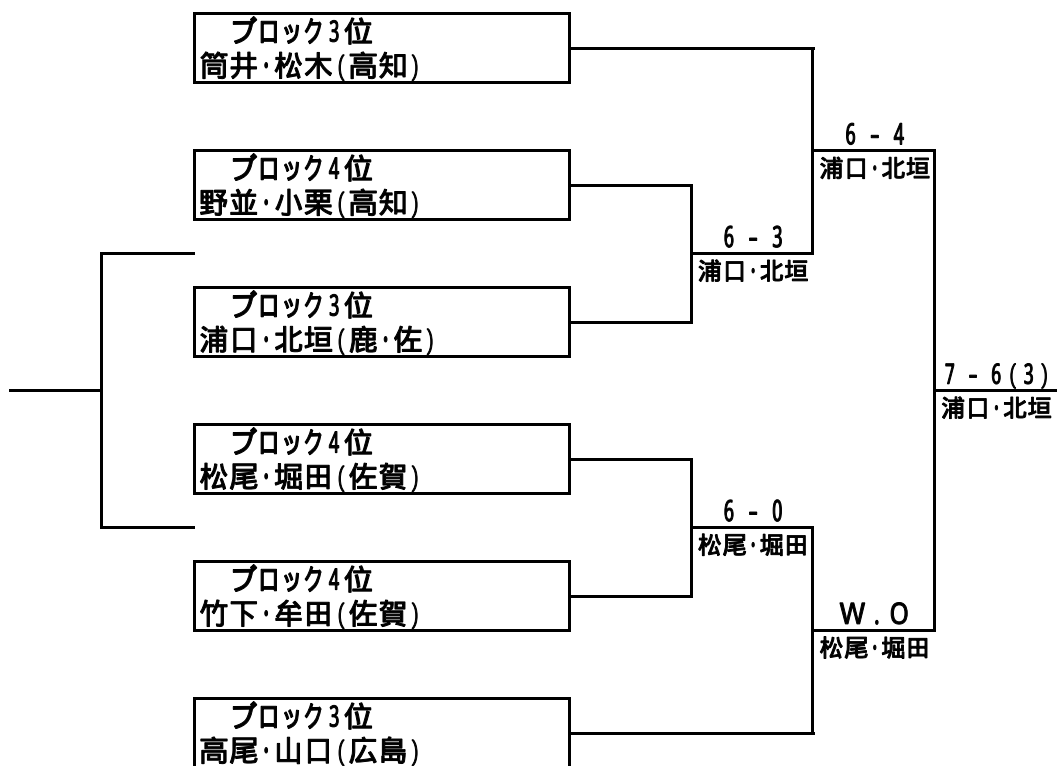 ブロック3位
筒井・松木(高知)
6 - 4
浦口・北垣
ブロック4位
野並・小栗(高知)
6 - 3
浦口・北垣
ブロック3位
浦口・北垣(鹿・佐)
7 - 6(3)
浦口・北垣
ブロック4位
松尾・堀田(佐賀)
6 - 0
松尾・堀田
ブロック4位
竹下・牟田(佐賀)
W.O
松尾・堀田
ブロック3位
高尾・山口(広島)